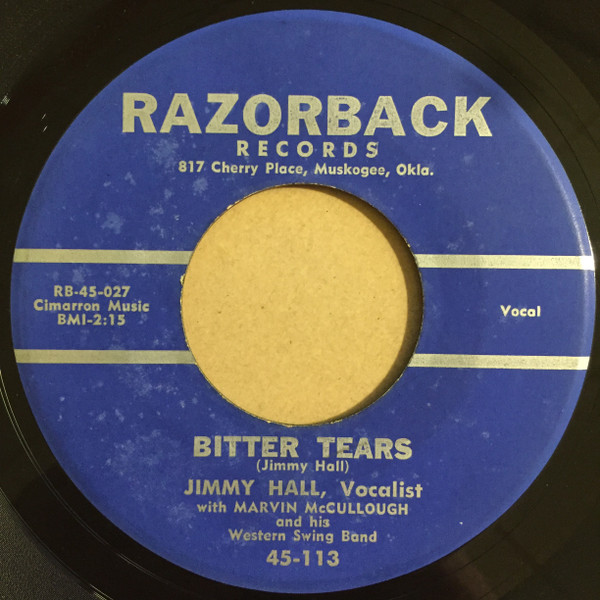 RAZORBACK
RECORDS
817 Cherry Place, Muskogee, Okla.
RB-45-027
Cimarron Music
BMI-2:15
Vocal
BITTER TEARS
(Jimmy Hall)
JIMMY HALL, Vocalist
with MARVIN McCULLOUGH
and his
Western Swing Band
45-113